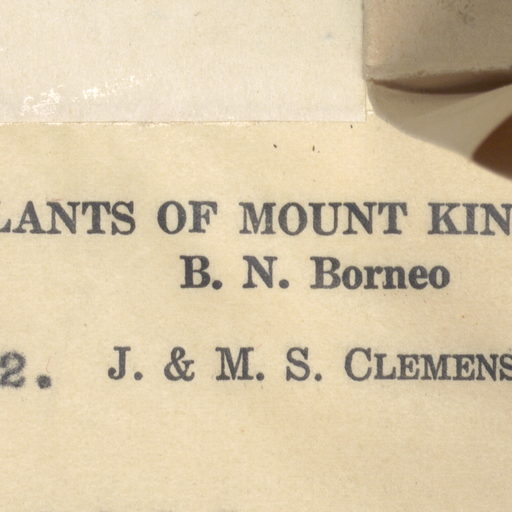 LANTS OF MOUNT KIN
B. N. Borneo
2. J. & M. S. CLEMENS